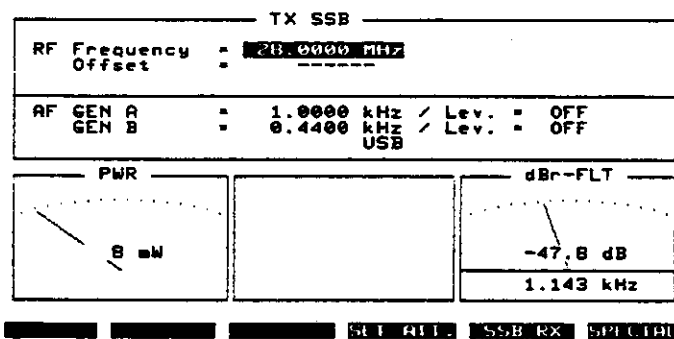 TX SSB
RF Frequency = 28.0000 MHz
Offset = ------
AF GEN A = 1.0000 kHz / Lev. = OFF
GEN B = 0.4400 kHz / Lev. = OFF
USB
PWR
dBr-FLT
8 mW
-47.8 dB
1.143 kHz
SET ATT. SSB RX SPECIAL